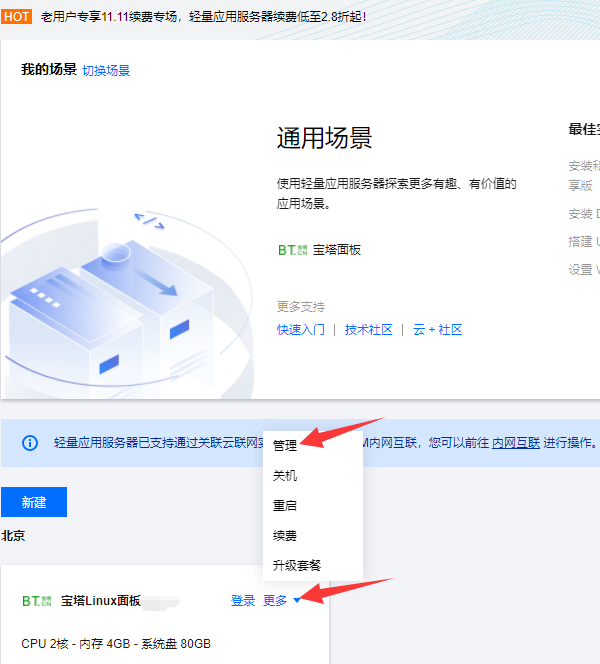 HOT 老用户专享11.11续费专场，轻量应用服务器续费低至2.8折起！
我的场景 切换场景
通用场景
使用轻量应用服务器探索更多有趣、有价值的
应用场景。
BT.宝塔.CN 宝塔面板
更多支持
快速入门 | 技术社区 | 云 + 社区
最佳
安装和
享版
安装
搭建
设置
轻量应用服务器已支持通过关联云联网 M内网互联，您可以前往 内网互联 进行操作。
管理
关机
重启
续费
升级套餐
新建
北京
BT.宝塔.CN 宝塔Linux面板 登录 更多
CPU 2核 - 内存 4GB - 系统盘 80GB